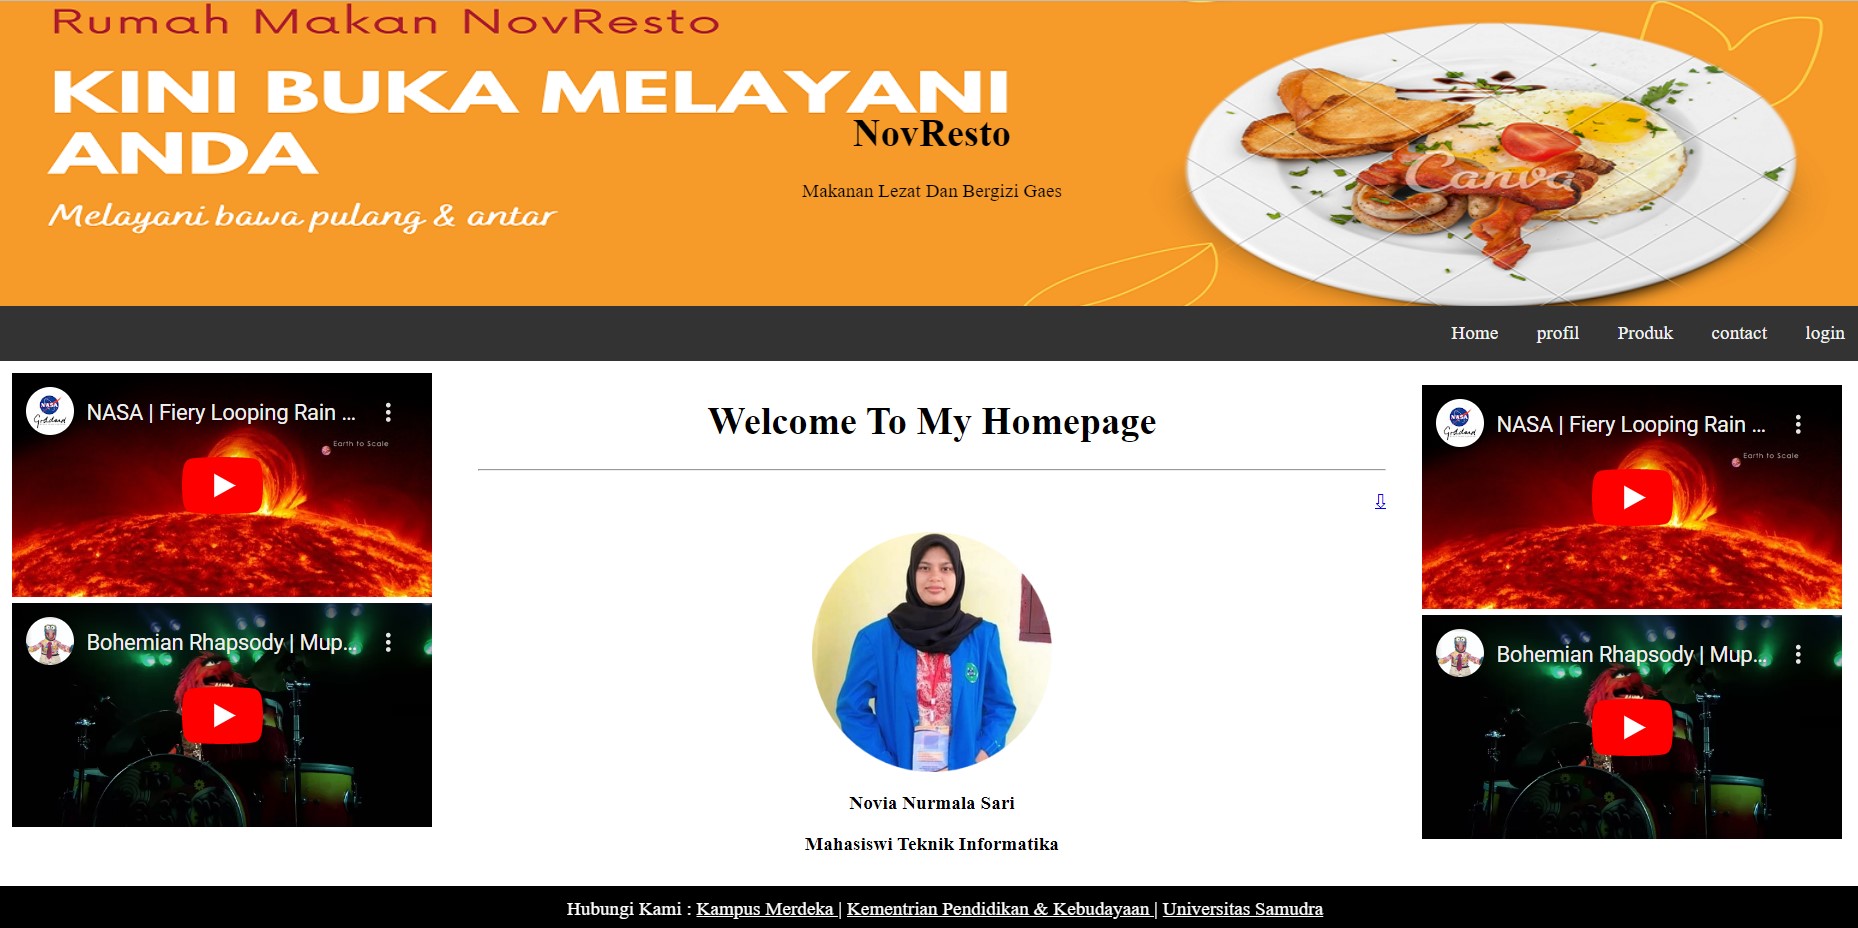 Rumah Makan NovResto
KINI BUKA MELAYANI
ANDA
Melayani bawa pulang & antar
NovResto
Makanan Lezat Dan Bergizi Gaes
Canva
Home profil Produk contact login
NASA | Fiery Looping Rain ...
Earth to Scale
Bohemian Rhapsody | Mup...
Welcome To My Homepage
⇩
Novia Nurmala Sari
Mahasiswi Teknik Informatika
NASA | Fiery Looping Rain ...
Earth to Scale
Bohemian Rhapsody | Mup...
Hubungi Kami : Kampus Merdeka | Kementrian Pendidikan & Kebudayaan | Universitas Samudra